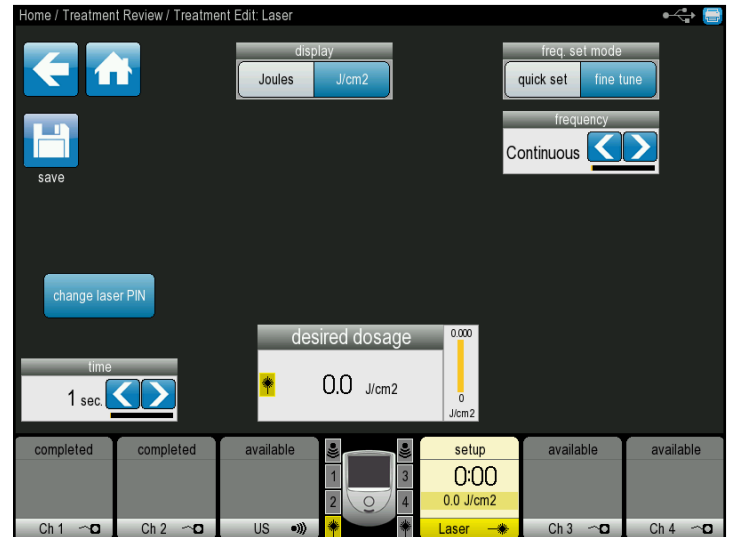 Home / Treatment Review / Treatment Edit: Laser
display
Joules J/cm2
freq. set mode
quick set fine tune
frequency
Continuous
save
change laser PIN
time
1 sec.
desired dosage
0.0 J/cm2
0.000
0
J/cm2
completed
Ch 1
completed
Ch 2
available
US
1
2
3
4
setup
0:00
0.0 J/cm2
Laser
available
Ch 3
available
Ch 4